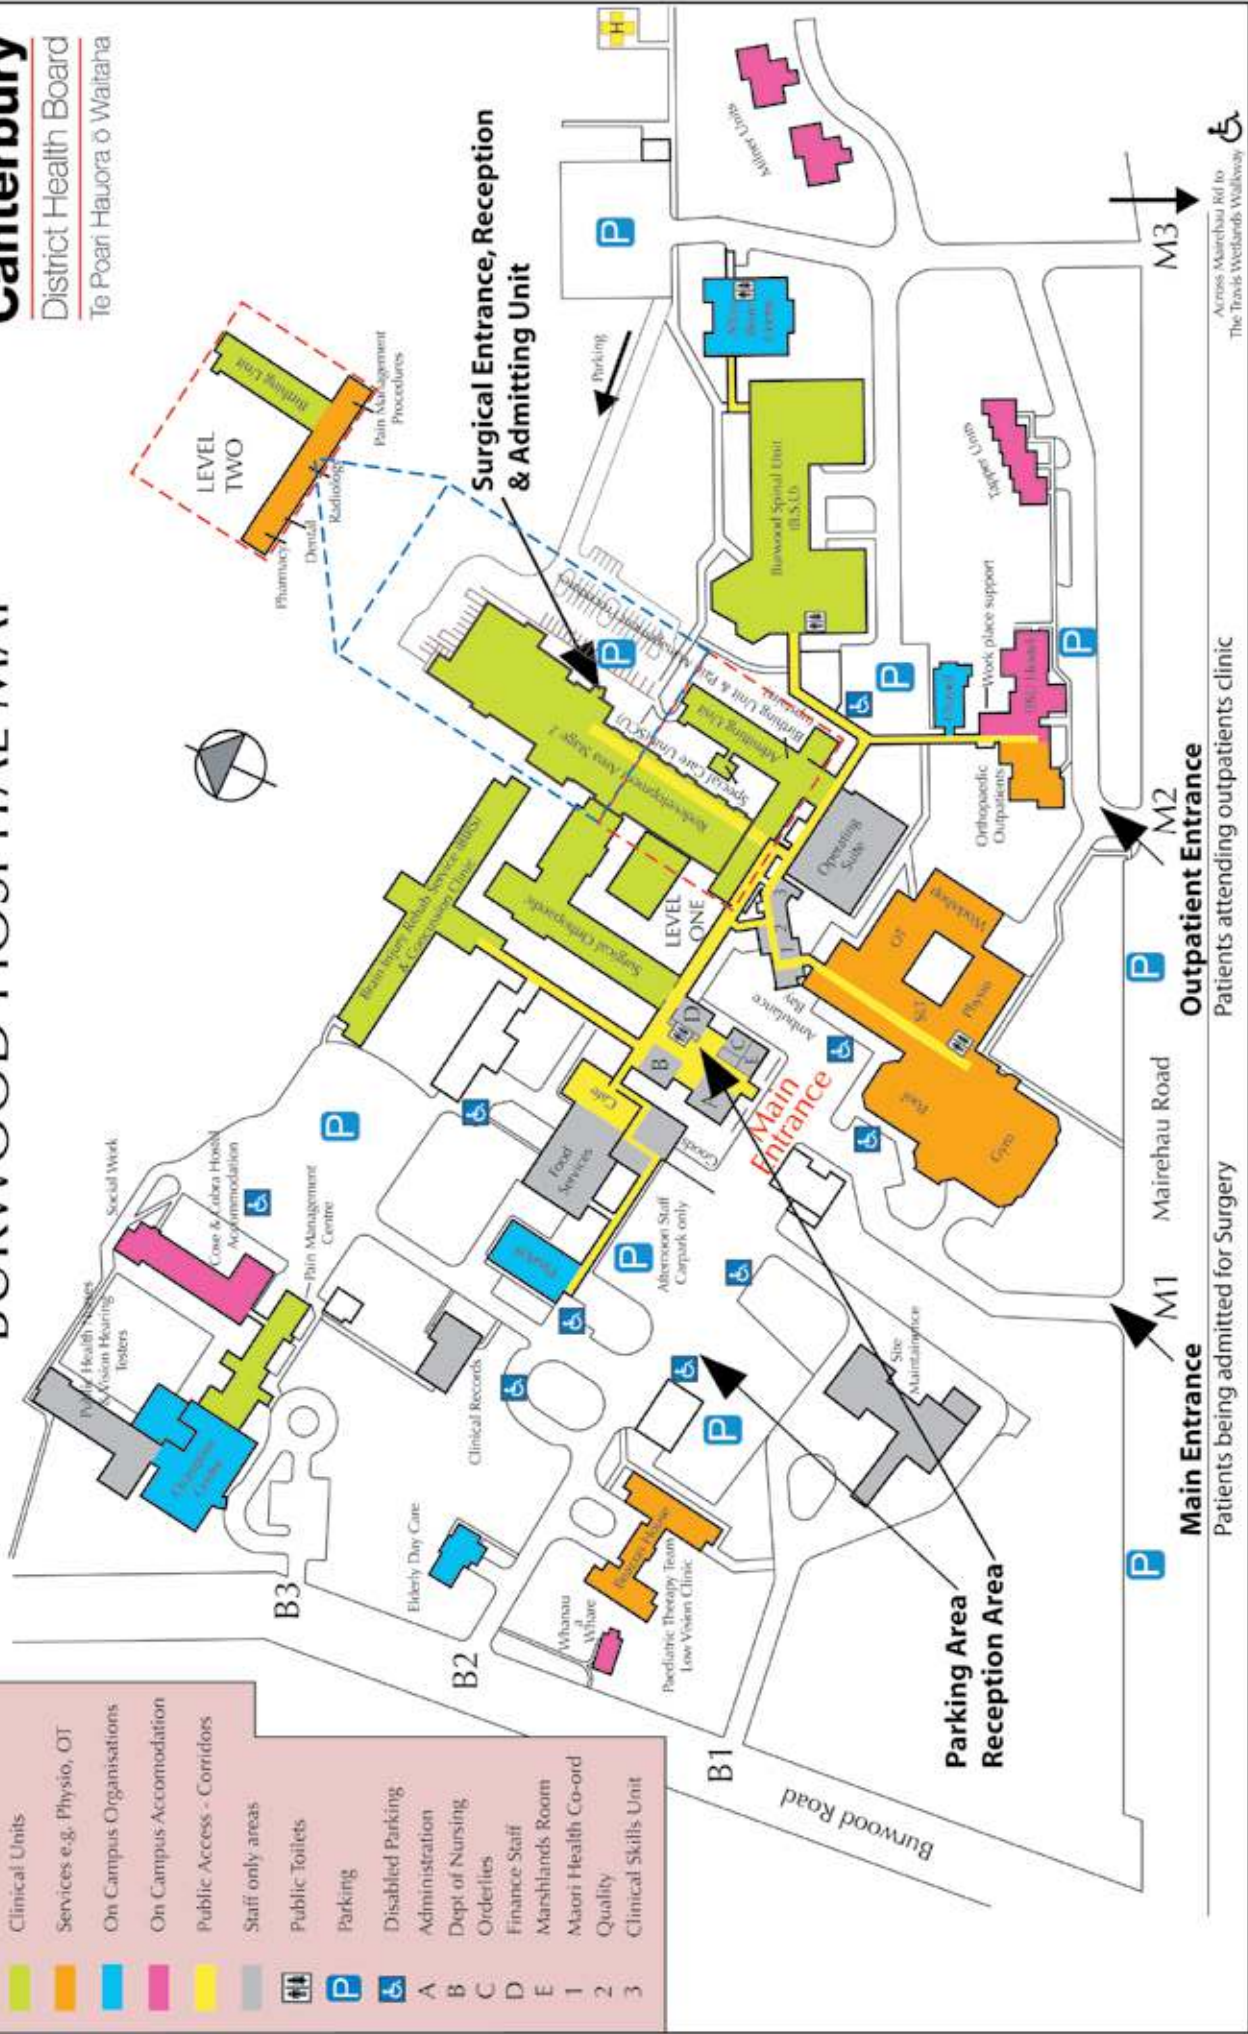 Canterbury
District Health Board
Te Poari Hauora ō Waitaha
BURWOOD HOSPITAL MAP
Clinical Units
Services e.g. Physio, OT
On Campus Organisations
On Campus Accomodation
Public Access - Corridors
Staff only areas
Public Toilets
P Parking
Disabled Parking
A Administration
B Dept of Nursing
C Orderlies
D Finance Staff
E Marshlands Room
1 Maori Health Co-ord
2 Quality
3 Clinical Skills Unit
LEVEL
TWO
Birthing Unit
Pharmacy
Dental
Radiology
Pain Management
Procedures
Surgical Entrance, Reception
& Admitting Unit
H
Milner Units
P
Parking
Burwood Spinal Unit
(B.S.U)
Tapper Units
Work place support
Orthopaedic
Outpatients
P
P
P
Redevelopment Area Stage 2
Special Care Unit (SCU)
Admitting Unit
Operating
Suite
LEVEL
ONE
Surgical Orthopaedic
Brain Injury Rehab Service (BIRS)
& Concussion Clinic
1
2
3
Ambulance
Bay
OT
Workshop
Physio
Pool
Gym
A
B
C
D
E
Main
Entrance
Goods
Cafe
Food
Services
P
Afternoon Staff
Carpark only
Social Work
Accommodation
Pain Management
Centre
Public Health Nurses
& Vision Hearing
Testers
P
Clinical Records
Elderly Day Care
Whanau
a
Whare
Paediatric Therapy Team
Low Vision Clinic
P
Site
Maintainence
B3
B2
B1
Burwood Road
Parking Area
Reception Area
P
P
M1
Main Entrance
Patients being admitted for Surgery
Mairehau Road
M2
Outpatient Entrance
Patients attending outpatients clinic
M3
Across Mairehau Rd to
The Travis Wetlands Walkway